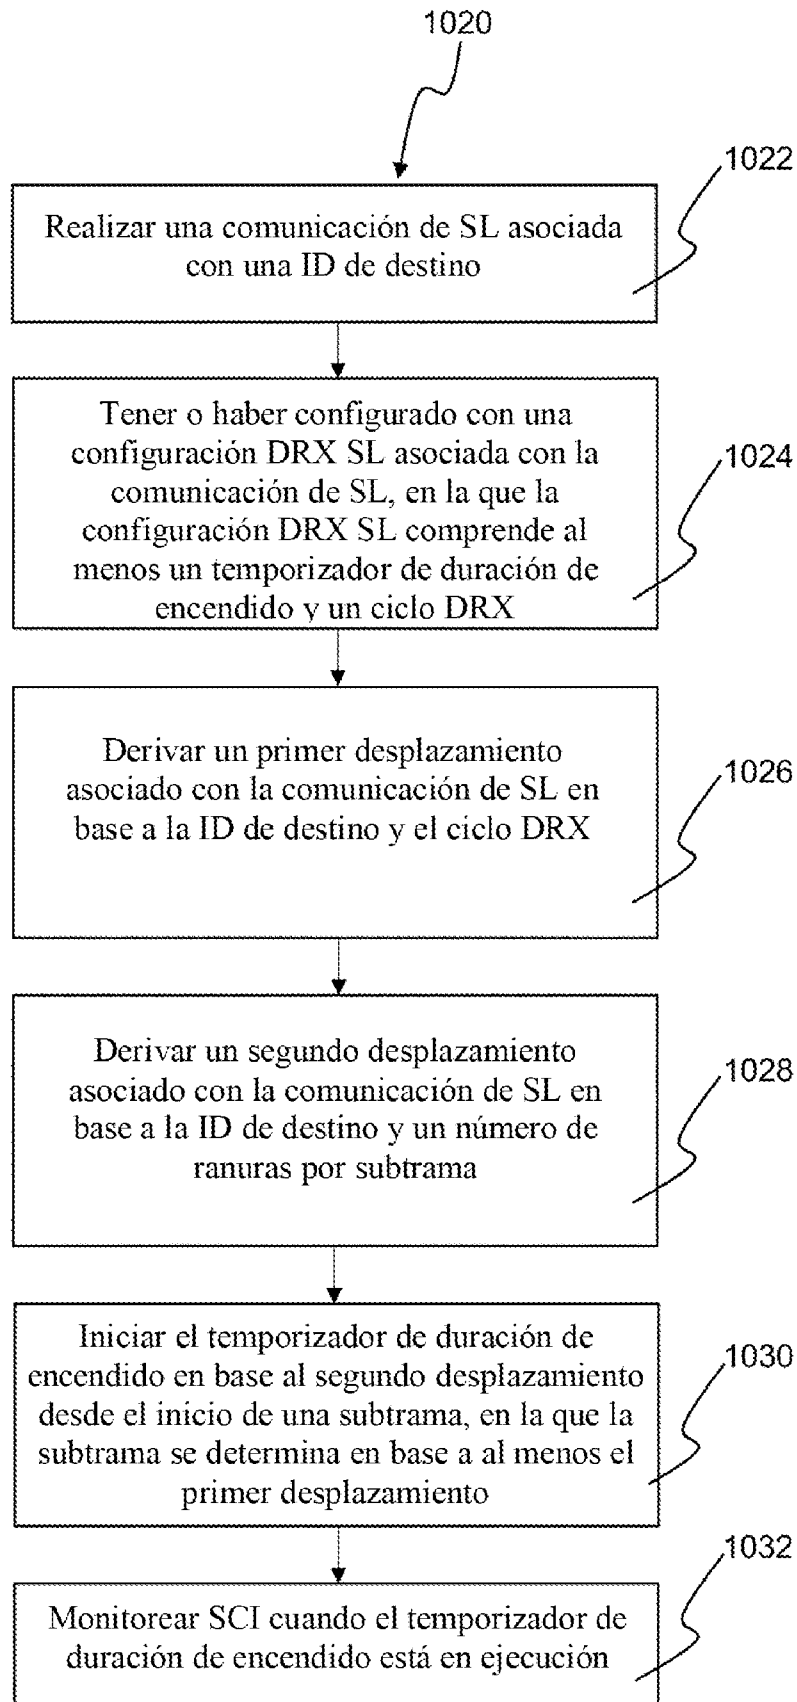 1020
1022
Realizar una comunicación de SL asociada
con una ID de destino
Tener o haber configurado con una
configuración DRX SL asociada con la
comunicación de SL, en la que la
configuración DRX SL comprende al
menos un temporizador de duración de
encendido y un ciclo DRX
1024
Derivar un primer desplazamiento
asociado con la comunicación de SL en
base a la ID de destino y el ciclo DRX
1026
Derivar un segundo desplazamiento
asociado con la comunicación de SL en
base a la ID de destino y un número de
ranuras por subtrama
1028
Iniciar el temporizador de duración de
encendido en base al segundo desplazamiento
desde el inicio de una subtrama, en la que la
subtrama se determina en base a al menos el
primer desplazamiento
1030
Monitorear SCI cuando el temporizador de
duración de encendido está en ejecución
1032